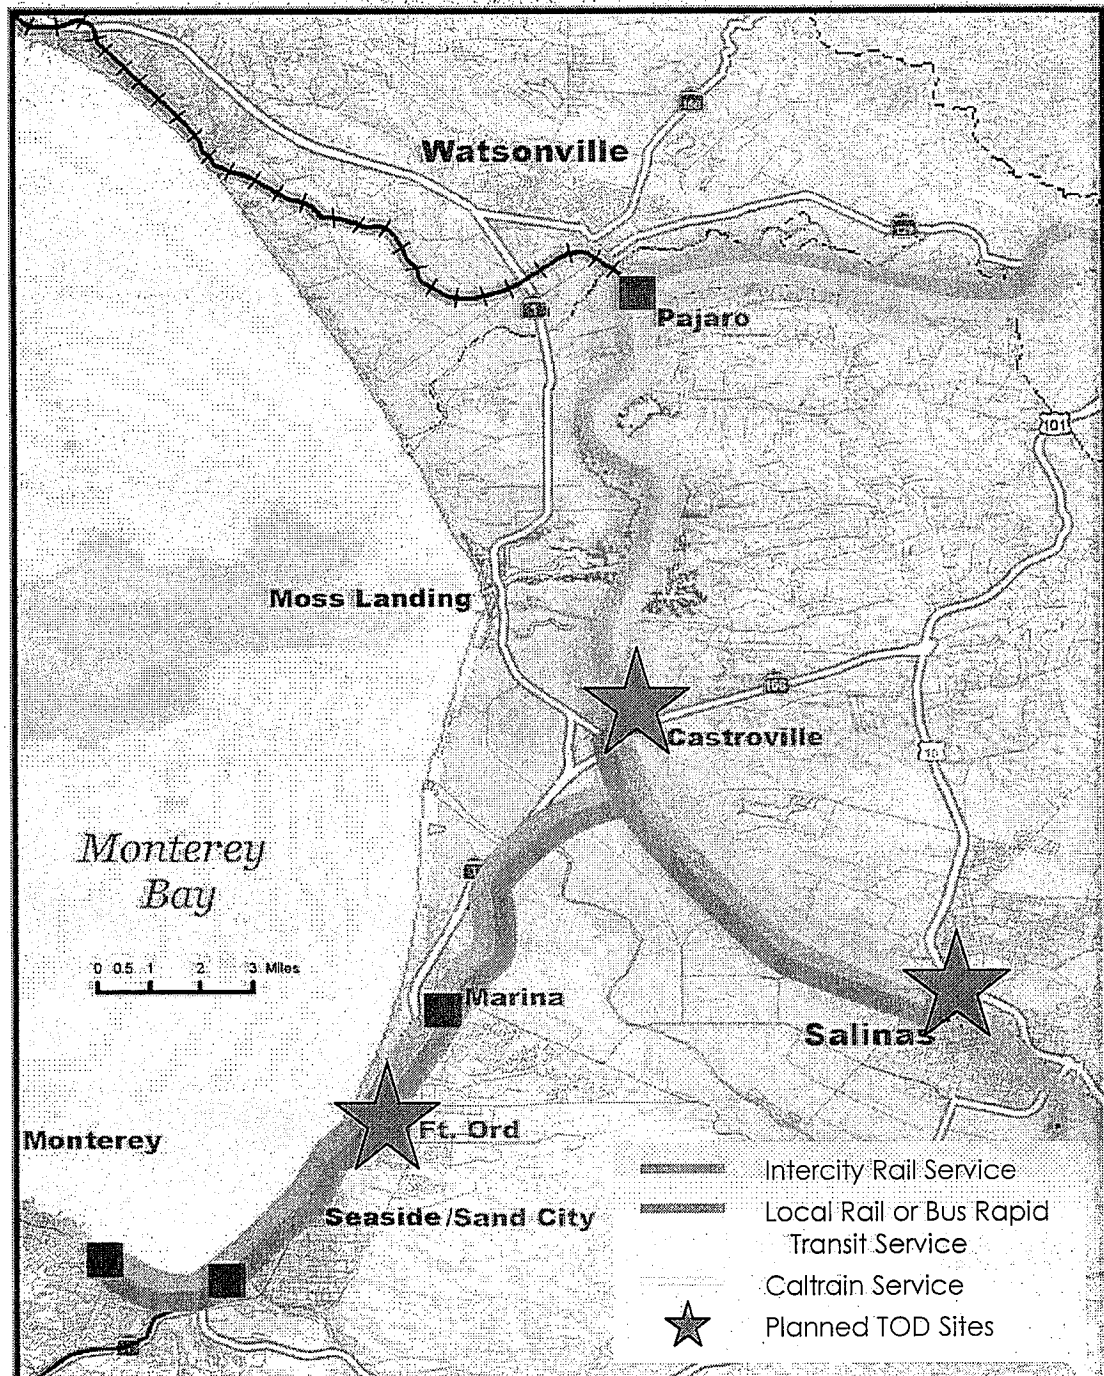 Watsonville
Pajaro
101
Moss Landing
Castroville
Monterey
Bay
0 0.5 1 2 3 Miles
Marina
Salinas
Ft. Ord
Monterey
Seaside/Sand City
Intercity Rail Service
Local Rail or Bus Rapid
Transit Service
Caltrain Service
Planned TOD Sites